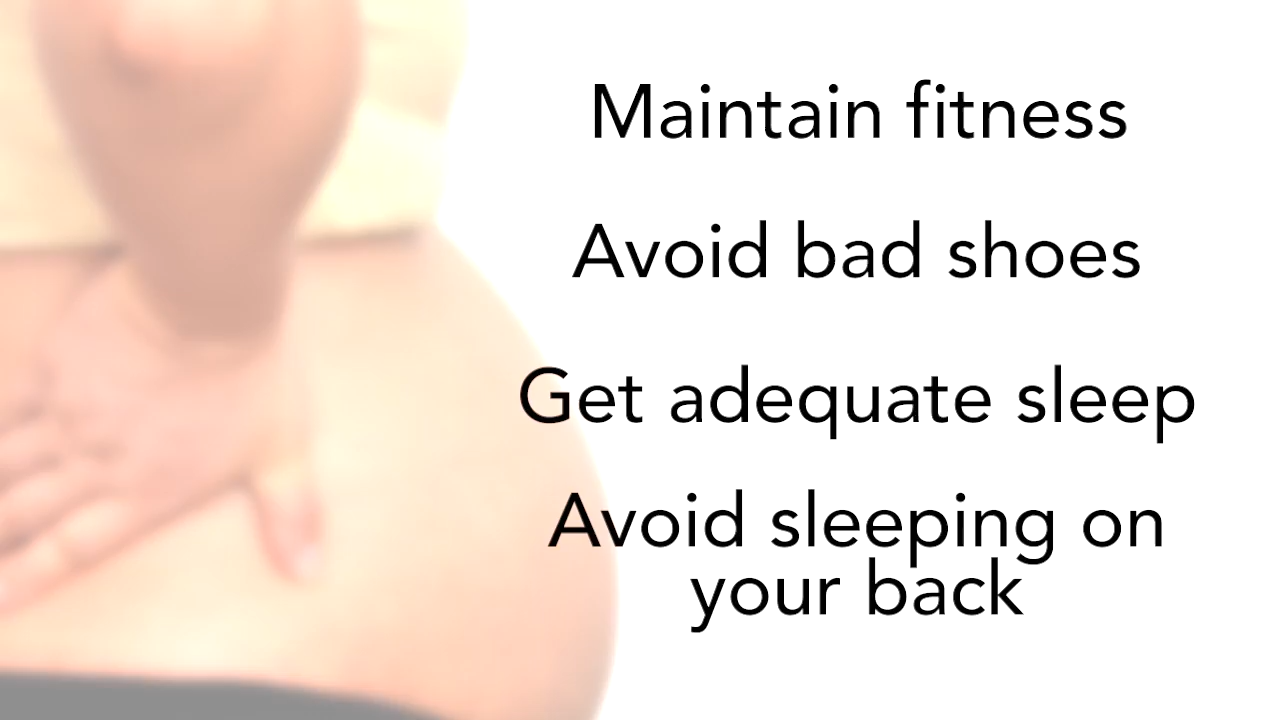 Maintain fitness
Avoid bad shoes
Get adequate sleep
Avoid sleeping on
your back